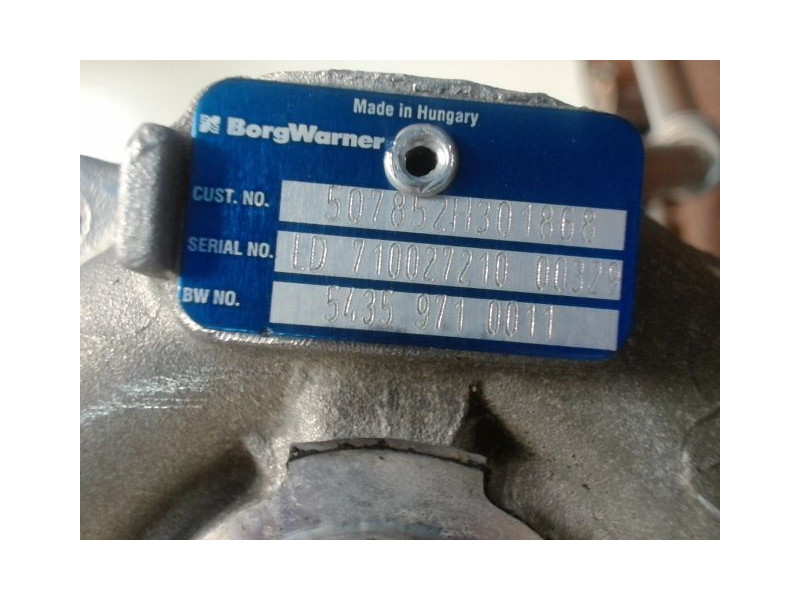 Made in Hungary
BorgWarner
CUST. NO. 507852H301868
SERIAL NO. LD 710027210 00329
BW NO. 5435 971 0011